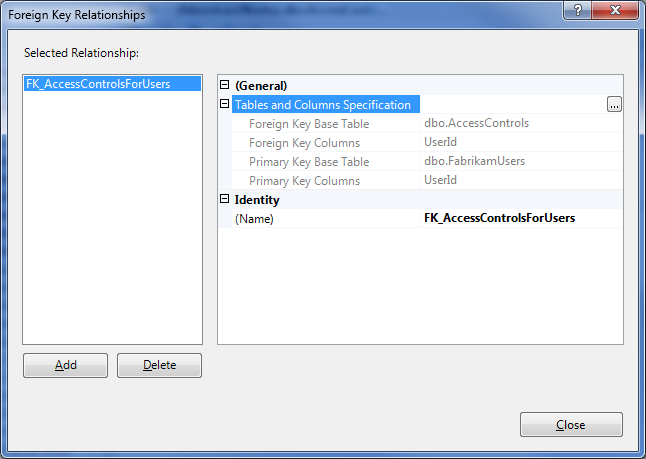 Foreign Key Relationships
?
Selected Relationship:
FK_AccessControlsForUsers
(General)
Tables and Columns Specification ...
Foreign Key Base Table dbo.AccessControls
Foreign Key Columns UserId
Primary Key Base Table dbo.FabrikamUsers
Primary Key Columns UserId
Identity
(Name) FK_AccessControlsForUsers
Add Delete
Close